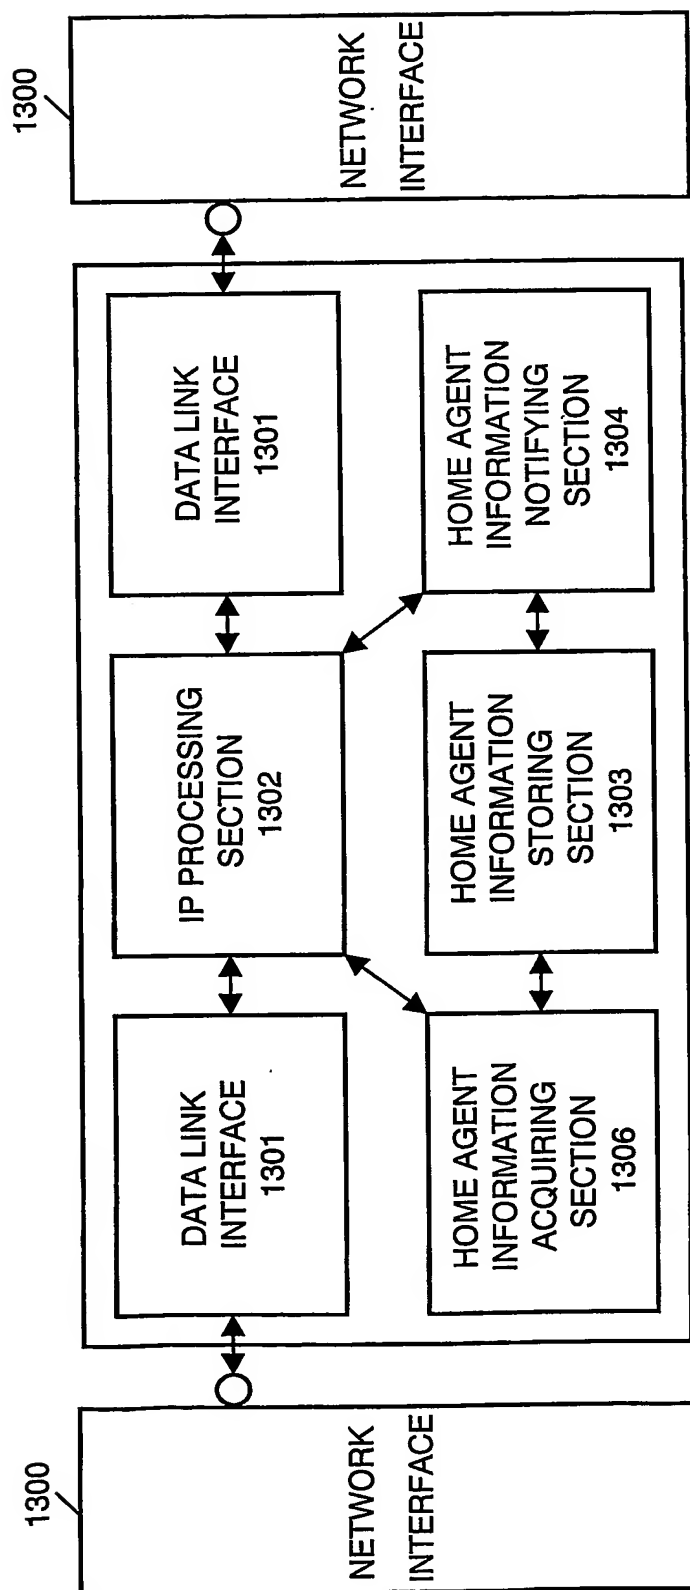 1300
NETWORK
INTERFACE
DATA LINK
INTERFACE
1301
IP PROCESSING
SECTION
1302
DATA LINK
INTERFACE
1301
HOME AGENT
INFORMATION
ACQUIRING
SECTION
1306
HOME AGENT
INFORMATION
STORING
SECTION
1303
HOME AGENT
INFORMATION
NOTIFYING
SECTION
1304
1300
NETWORK
INTERFACE